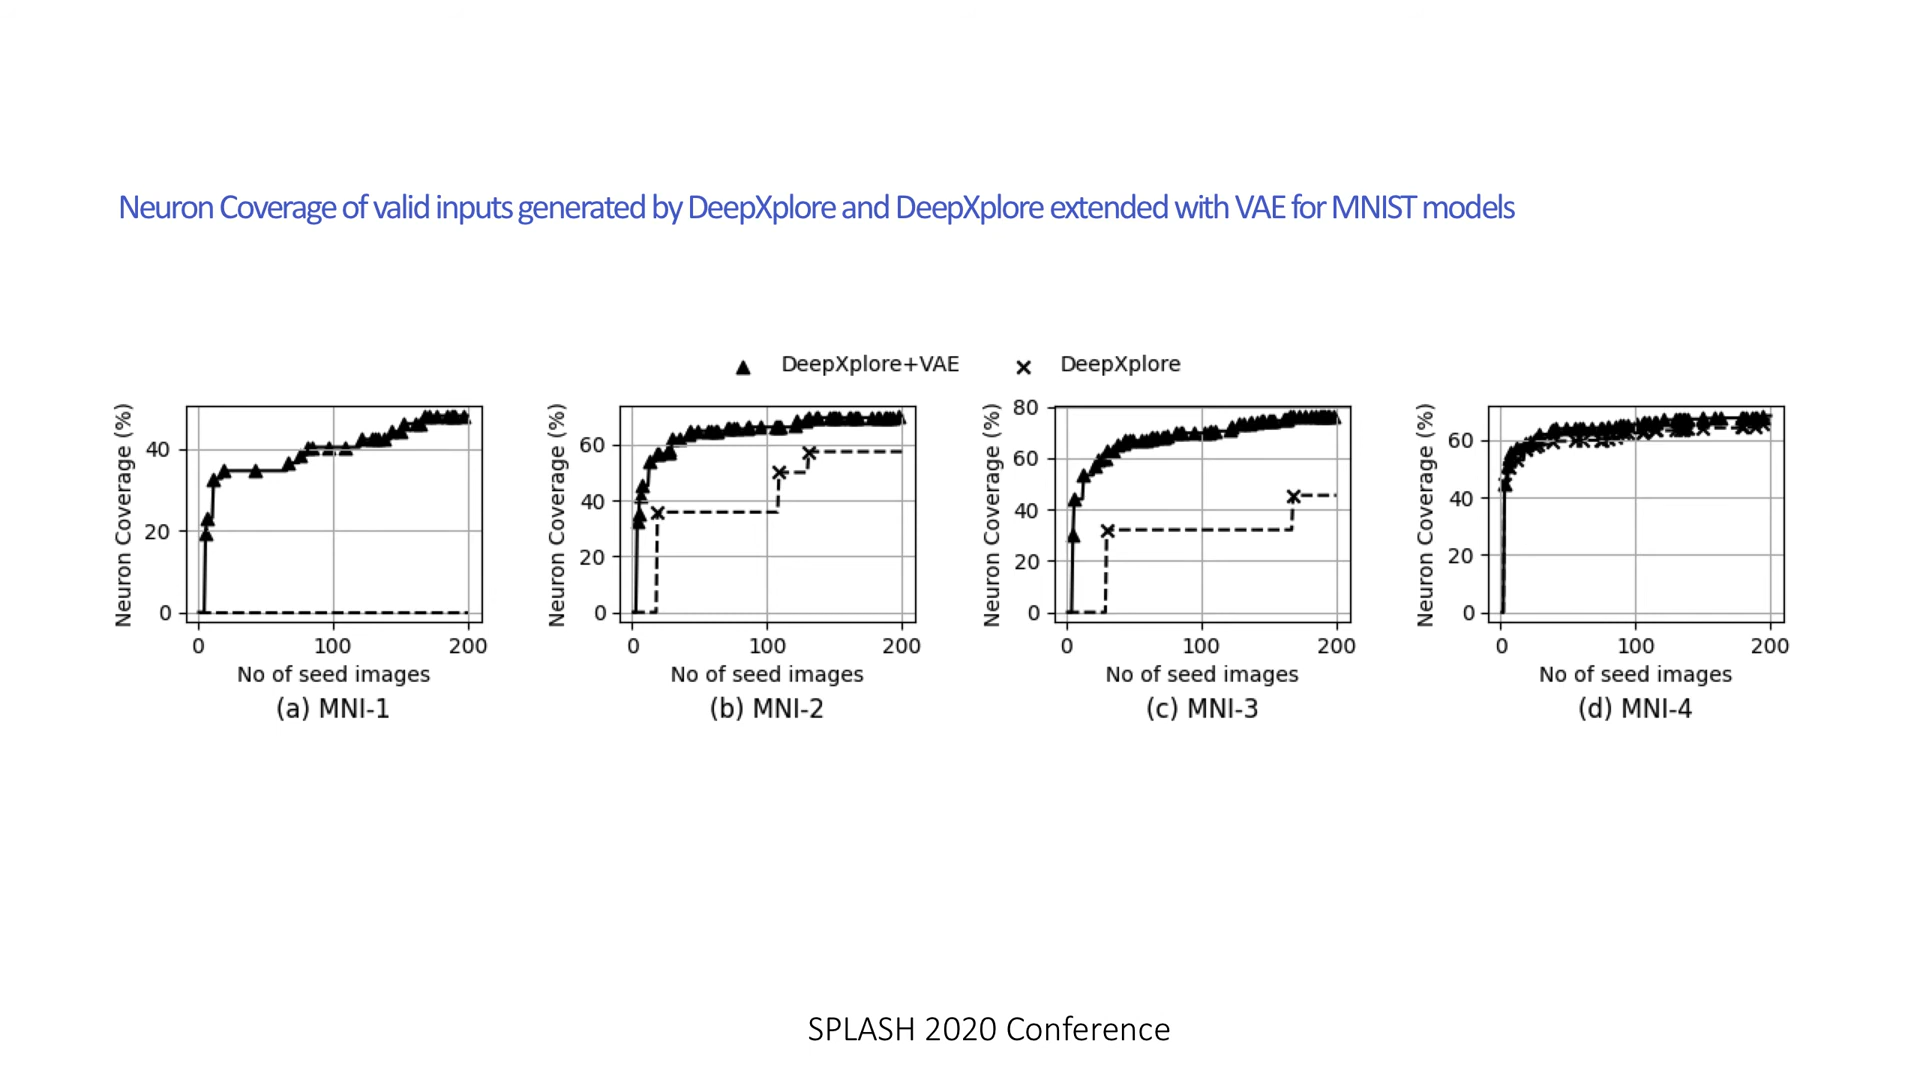 Neuron Coverage of valid inputs generated by DeepXplore and DeepXplore extended with VAE for MNIST models
DeepXplore+VAE
DeepXplore
Neuron Coverage (%)
40
20
0
0 100 200
No of seed images
(a) MNI-1
Neuron Coverage (%)
60
40
20
0
0 100 200
No of seed images
(b) MNI-2
Neuron Coverage (%)
80
60
40
20
0
0 100 200
No of seed images
(c) MNI-3
Neuron Coverage (%)
60
40
20
0
0 100 200
No of seed images
(d) MNI-4
SPLASH 2020 Conference